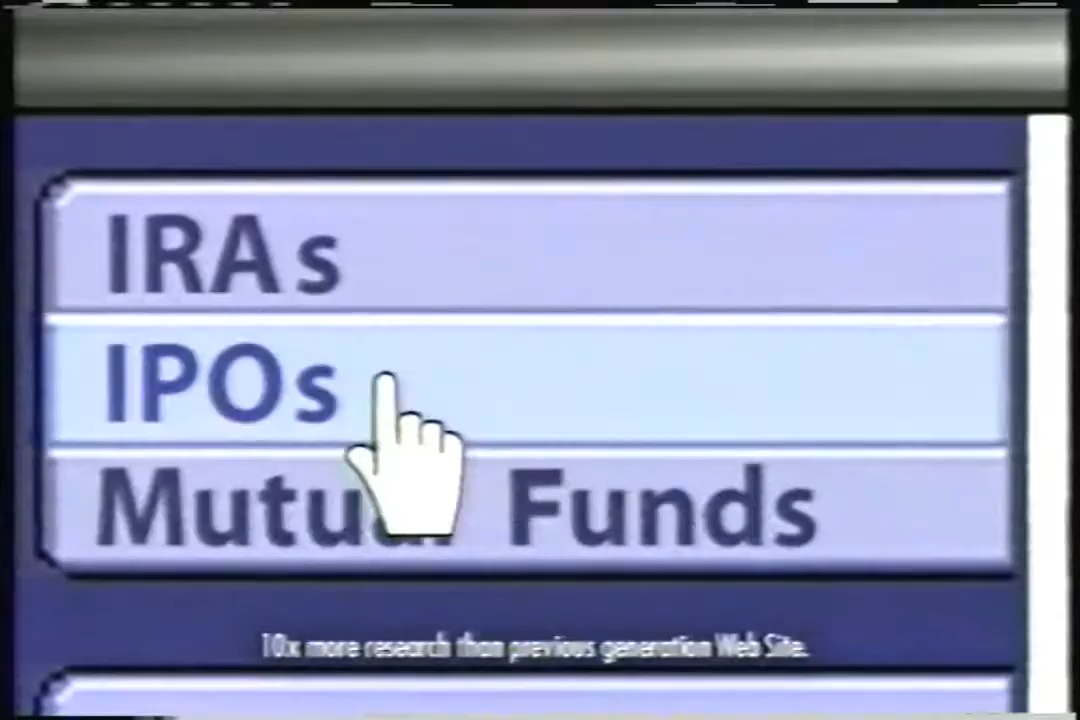 IRAs
IPOs
Mutual Funds
10x more research than previous generation Web Site.